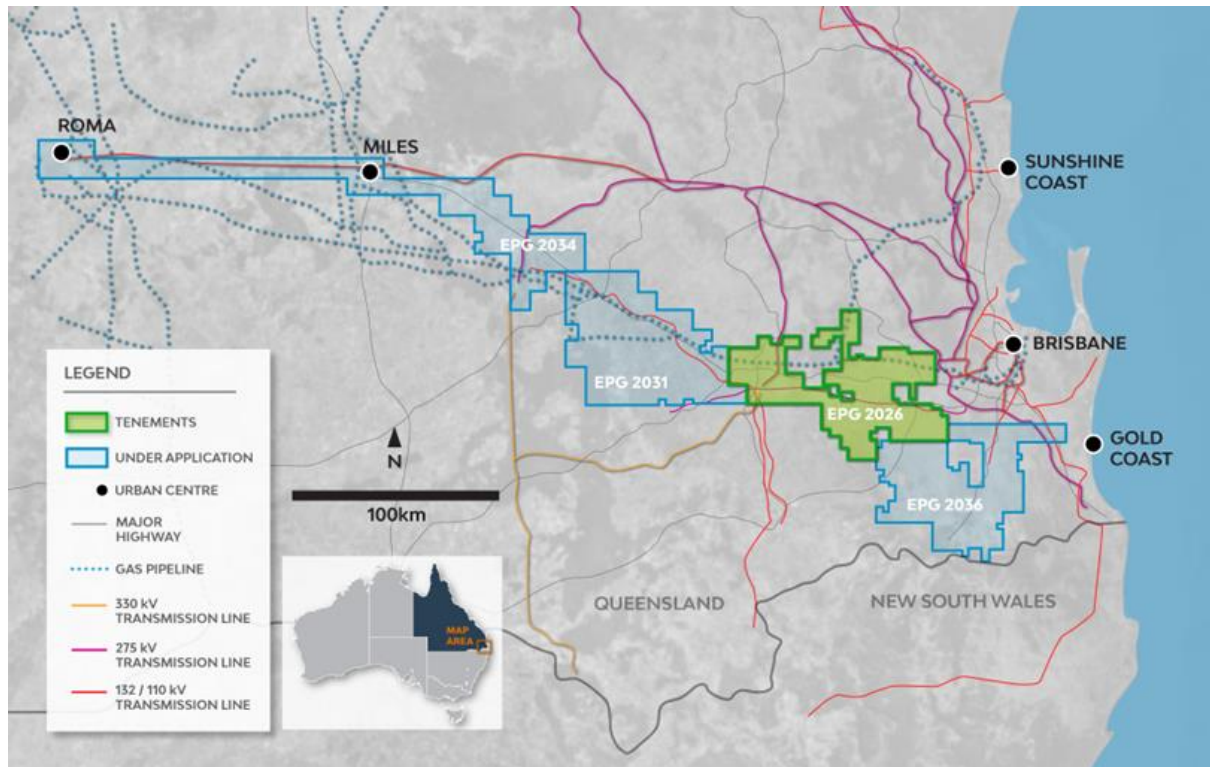 ROMA
MILES
SUNSHINE
COAST
EPG 2034
BRISBANE
EPG 2031
EPG 2026
GOLD
COAST
EPG 2036
N
100km
QUEENSLAND
NEW SOUTH WALES
LEGEND
TENEMENTS
UNDER APPLICATION
URBAN CENTRE
MAJOR
HIGHWAY
GAS PIPELINE
330 kV
TRANSMISSION LINE
275 kV
TRANSMISSION LINE
132 / 110 kV
TRANSMISSION LINE
MAP
AREA